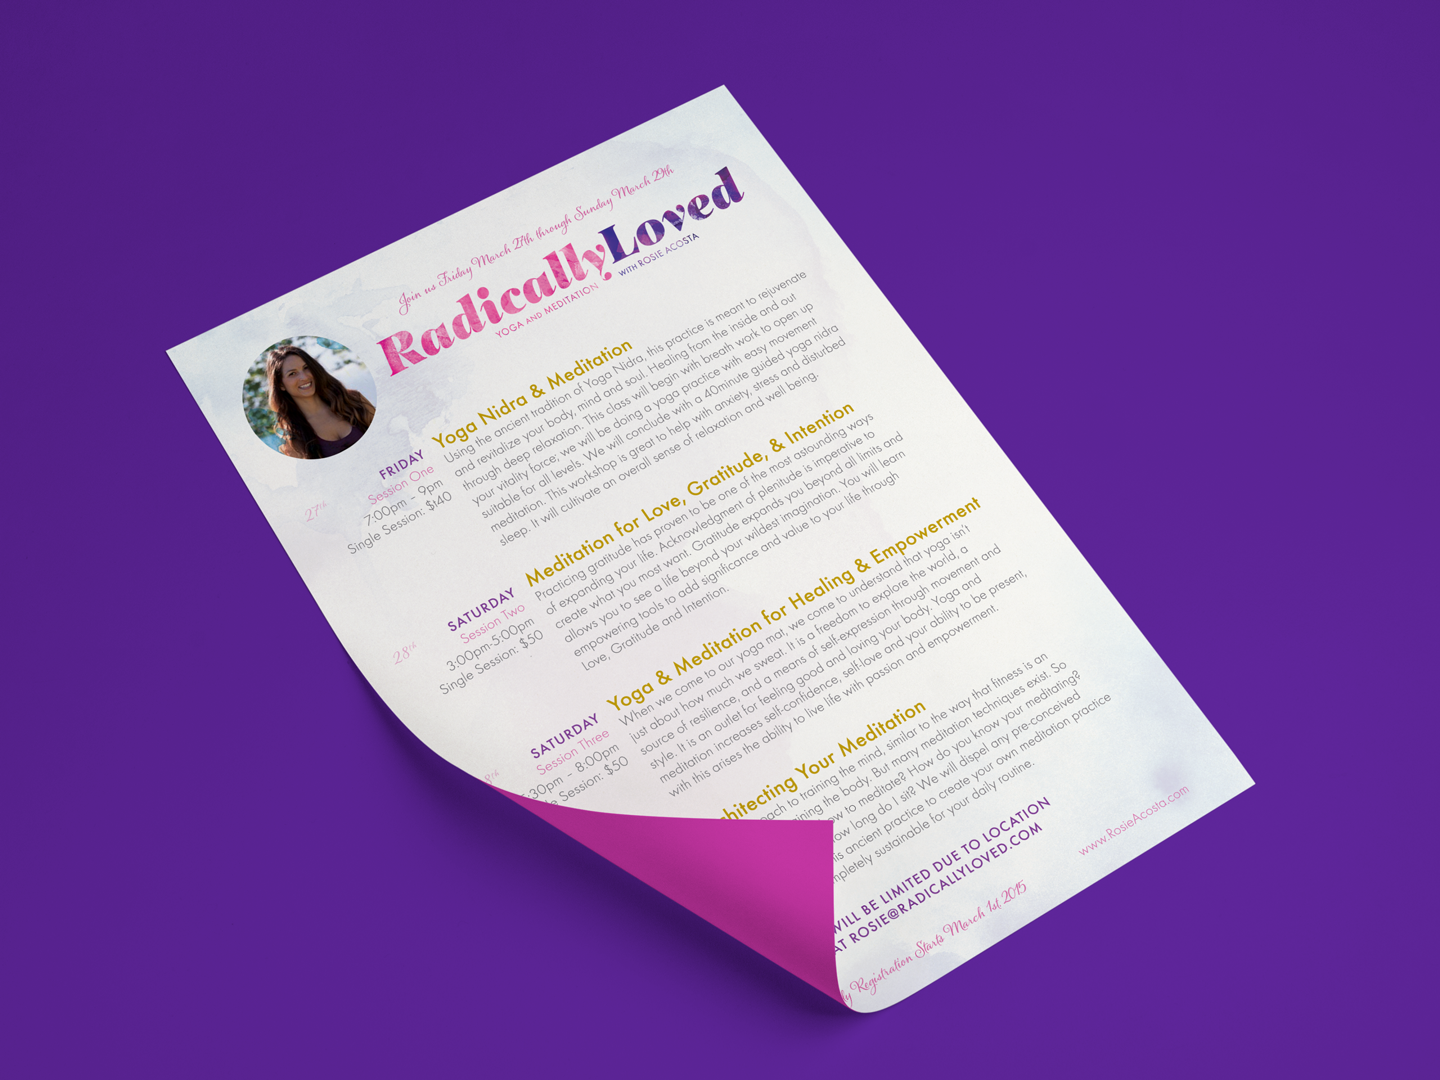 Join us Friday March 27th through Sunday March 29th
RadicallyLoved
YOGA AND MEDITATION WITH ROSIE ACOSTA
27th
FRIDAY
Session One
7:00pm - 9pm
Single Session: $140
Yoga Nidra & Meditation
Using the ancient tradition of Yoga Nidra, this practice is meant to rejuvenate
and revitalize your body, mind and soul. Healing from the inside and out
through deep relaxation. This class will begin with breath work to open up
your vitality force; we will be doing a yoga practice with easy movement
suitable for all levels. We will conclude with a 40minute guided yoga nidra
meditation. This workshop is great to help with anxiety, stress and disturbed
sleep. It will cultivate an overall sense of relaxation and well being.
28th
SATURDAY
Session Two
3:00pm-5:00pm
Single Session: $50
Meditation for Love, Gratitude, & Intention
Practicing gratitude has proven to be one of the most astounding ways
of expanding your life. Acknowledgment of plenitude is imperative to
create what you most want. Gratitude expands you beyond all limits and
allows you to see a life beyond your wildest imagination. You will learn
empowering tools to add significance and value to your life through
Love, Gratitude and Intention.
8th
SATURDAY
Session Three
:30pm - 8:00pm
e Session: $50
Yoga & Meditation for Healing & Empowerment
When we come to our yoga mat, we come to understand that yoga isn't
just about how much we sweat. It is a freedom to explore the world, a
source of resilience, and a means of self-expression through movement and
style. It is an outlet for feeling good and loving your body. Yoga and
meditation increases self-confidence, self-love and your ability to be present,
with this arises the ability to live life with passion and empowerment.
chitecting Your Meditation
oach to training the mind, similar to the way that fitness is an
ining the body. But many meditation techniques exist. So
ow to meditate? How do you know your meditating?
ow long do I sit? We will dispel any pre-conceived
is ancient practice to create your own meditation practice
mpletely sustainable for your daily routine.
WILL BE LIMITED DUE TO LOCATION
AT ROSIE@RADICALLYLOVED.COM
ly Registration Starts March 1st, 2015
www.RosieAcosta.com